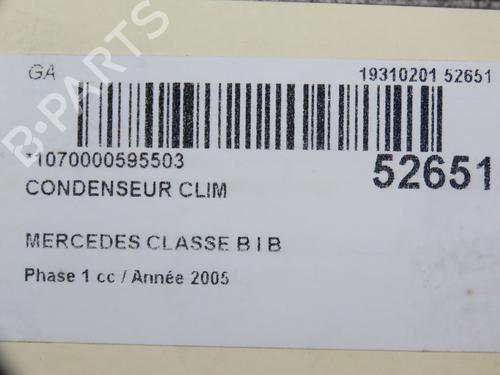 GA
19310201 52651
*1070000595503
52651
CONDENSEUR CLIM
MERCEDES CLASSE B I B
Phase 1 cc / Année 2005
B-PARTS